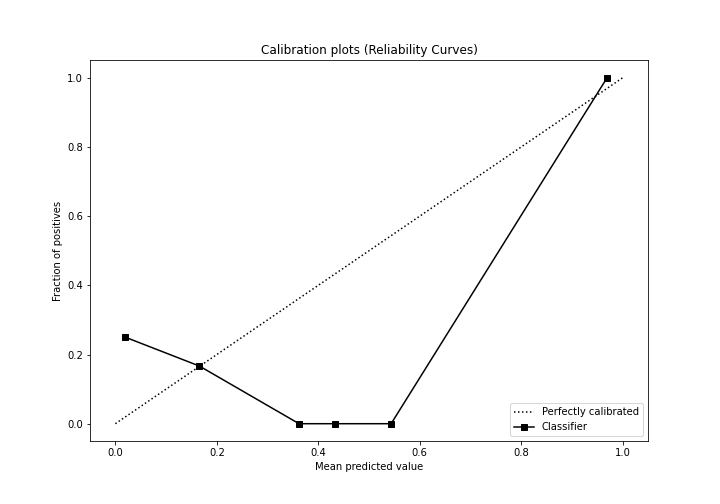 Calibration plots (Reliability Curves)
1.0
0.8
0.6
0.4
0.2
0.0
Fraction of positives
0.0 0.2 0.4 0.6 0.8 1.0
Mean predicted value
Perfectly calibrated
Classifier